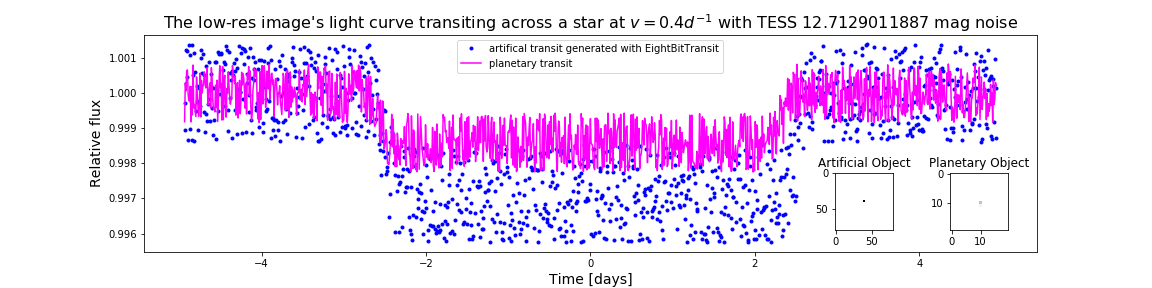 The low-res image's light curve transiting across a star at v = 0.4d⁻¹ with TESS 12.7129011887 mag noise
artifical transit generated with EightBitTransit
planetary transit
Relative flux
1.001
1.000
0.999
0.998
0.997
0.996
Artificial Object
0
50
0 50
Planetary Object
0
10
0 10
−4 −2 0 2 4
Time [days]